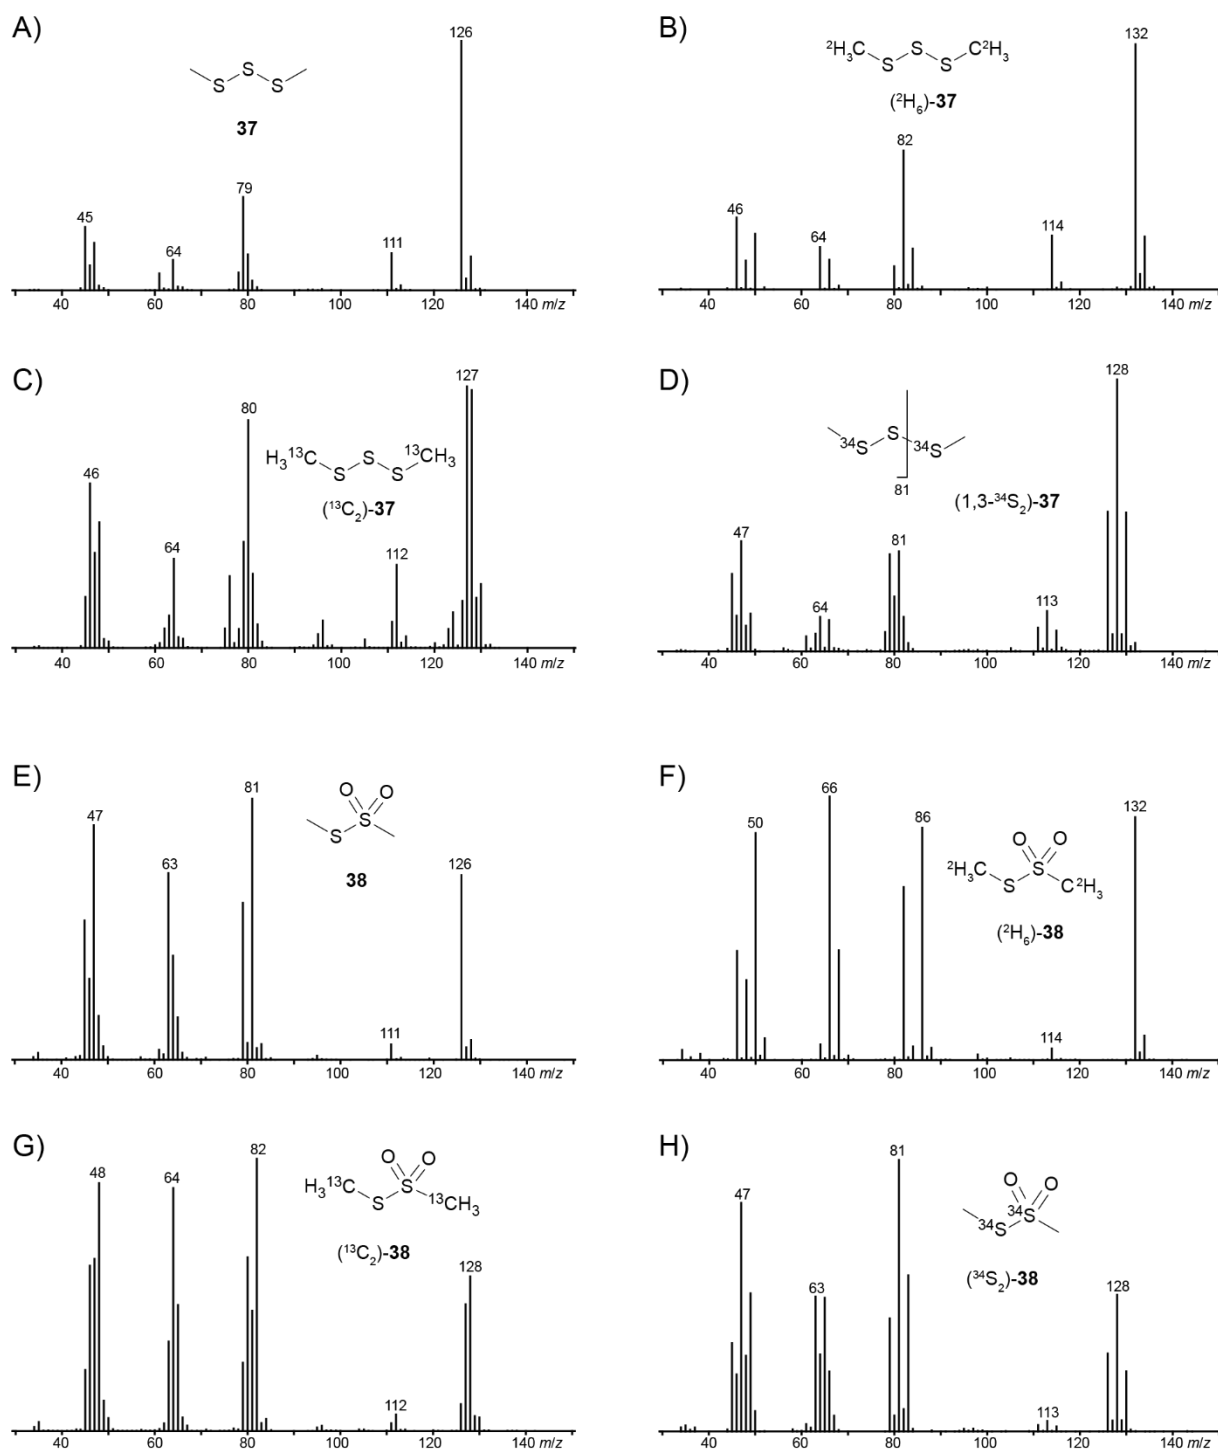 A)
126
S
S
S
37
79
45
64
111
40
60
80
100
120
140 m/z
B)
132
²H₃C
S
S
S
C²H₃
(²H₆)-37
82
46
64
114
40
60
80
100
120
140 m/z
C)
127
80
H₃¹³C
S
S
S
¹³CH₃
(¹³C₂)-37
46
64
112
40
60
80
100
120
140 m/z
D)
128
³⁴S
S
³⁴S
81
(1,3-³⁴S₂)-37
47
81
64
113
40
60
80
100
120
140 m/z
E)
O
O
S
S
38
81
47
63
126
111
40
60
80
100
120
140 m/z
F)
66
50
86
132
O
O
²H₃C
S
S
C²H₃
(²H₆)-38
114
40
60
80
100
120
140 m/z
G)
82
48
64
O
O
H₃¹³C
S
S
¹³CH₃
(¹³C₂)-38
128
112
40
60
80
100
120
140 m/z
H)
81
47
O
O
³⁴S
³⁴S
(³⁴S₂)-38
63
128
113
40
60
80
100
120
140 m/z